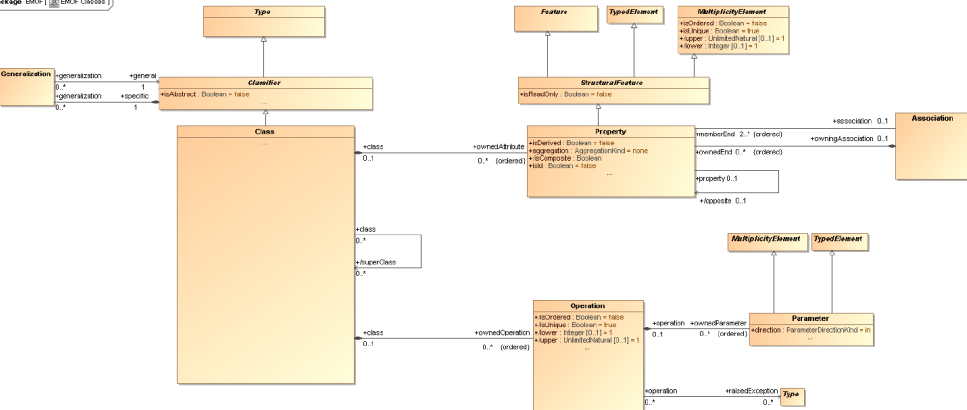 Package EMOF [ EMOF Classes ]
Type
Feature
TypedElement
MultiplicityElement
+isOrdered : Boolean = false
+isUnique : Boolean = true
+/upper : UnlimitedNatural [0..1] = 1
+/lower : Integer [0..1] = 1
Generalization
+generalization
0..*
+general
1
+generalization
0..*
+specific
1
Classifier
+isAbstract : Boolean = false
...
StructuralFeature
+isReadOnly : Boolean = false
Class
...
+class
0..1
+ownedAttribute
0..* {ordered}
Property
+isDerived : Boolean = false
+aggregation : AggregationKind = none
+/isComposite : Boolean
+isId : Boolean = false
...
+memberEnd 2..* {ordered}
+association 0..1
+owningAssociation 0..1
+ownedEnd 0..* {ordered}
Association
+property 0..1
+/opposite 0..1
+class
0..*
+/superClass
0..*
MultiplicityElement
TypedElement
+class
0..1
+ownedOperation
0..* {ordered}
Operation
+/isOrdered : Boolean = false
+/isUnique : Boolean = true
+/lower : Integer [0..1] = 1
+/upper : UnlimitedNatural [0..1] = 1
...
+operation
0..1
+ownedParameter
0..* {ordered}
Parameter
+direction : ParameterDirectionKind = in
...
+operation
0..*
+raisedException
0..*
Type